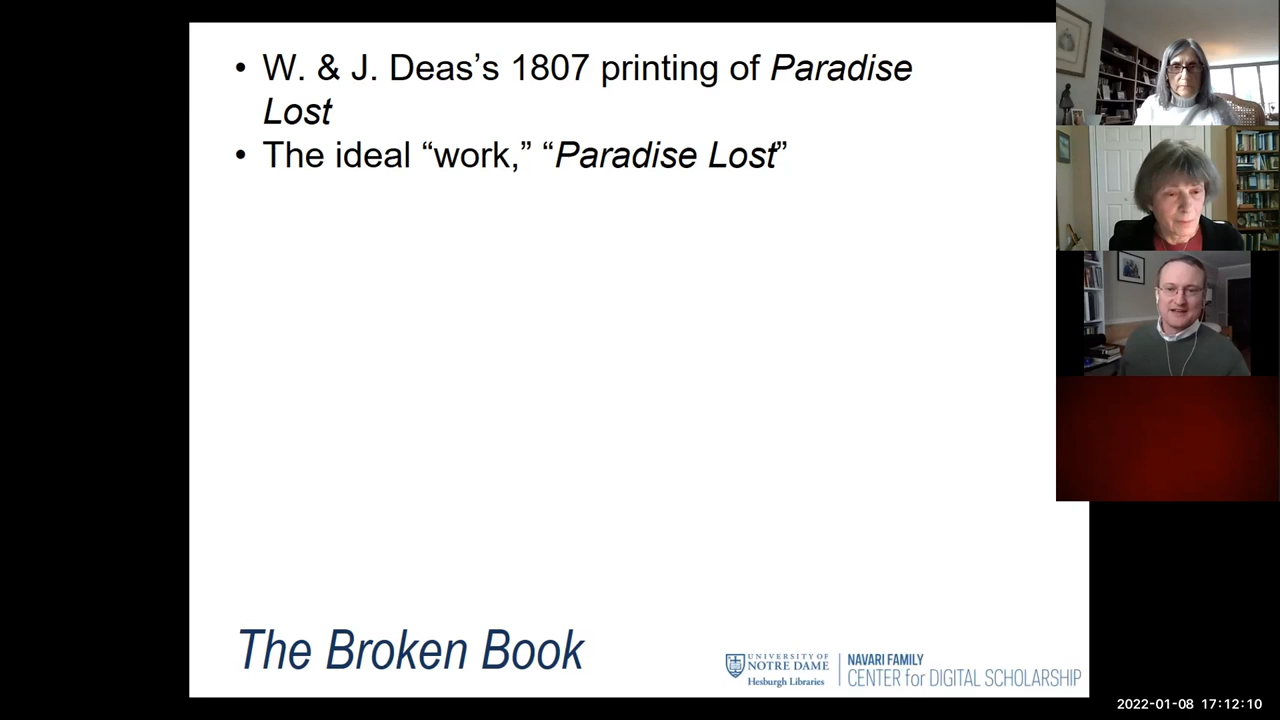 • W. & J. Deas’s 1807 printing of Paradise
Lost
• The ideal “work,” “Paradise Lost”
The Broken Book
UNIVERSITY OF
NOTRE DAME
Hesburgh Libraries
NAVARI FAMILY
CENTER for DIGITAL SCHOLARSHIP
2022-01-08 17:12:10